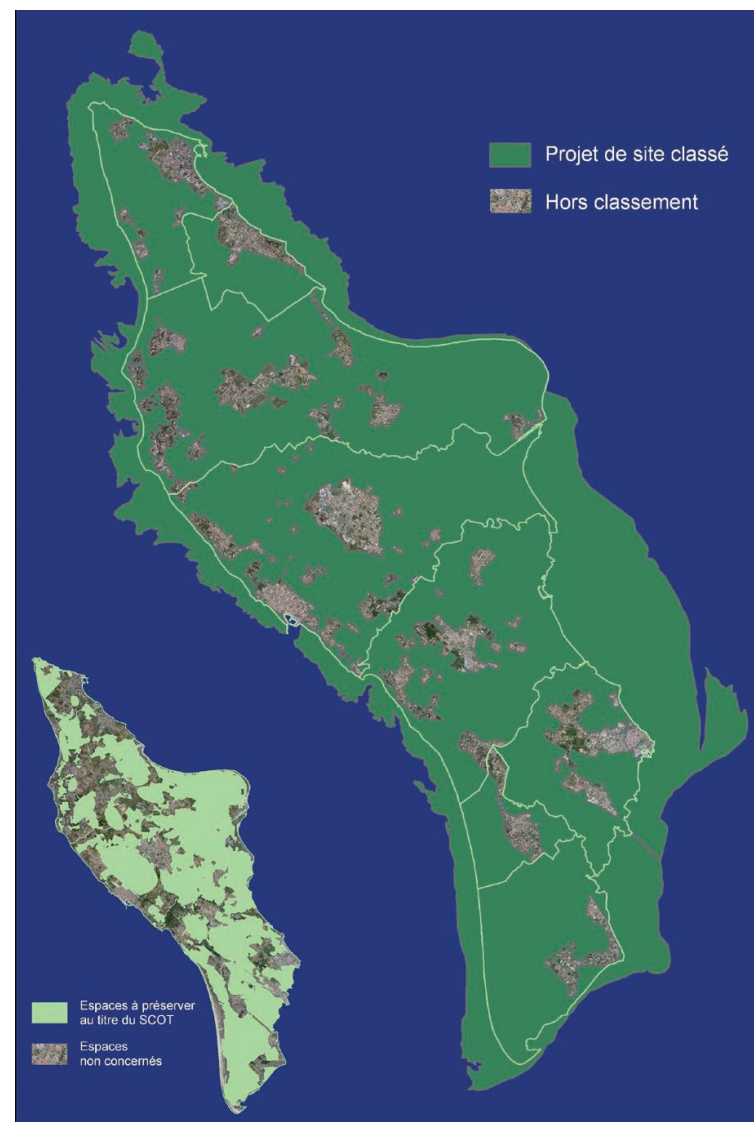 Projet de site classé
Hors classement
Espaces à préserver
au titre du SCOT
Espaces
non concernés